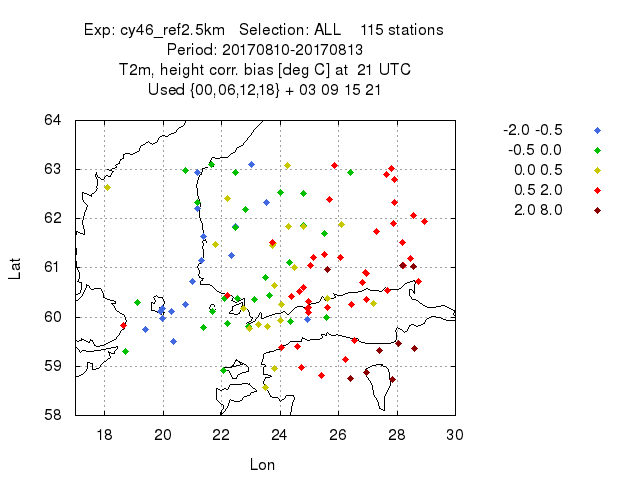 Exp: cy46_ref2.5km   Selection: ALL    115 stations
Period: 20170810-20170813
T2m, height corr. bias [deg C] at  21 UTC
Used {00,06,12,18} + 03 09 15 21
-2.0 -0.5
-0.5 0.0
0.0 0.5
0.5 2.0
2.0 8.0
Lat
64
63
62
61
60
59
58
18 20 22 24 26 28 30
Lon